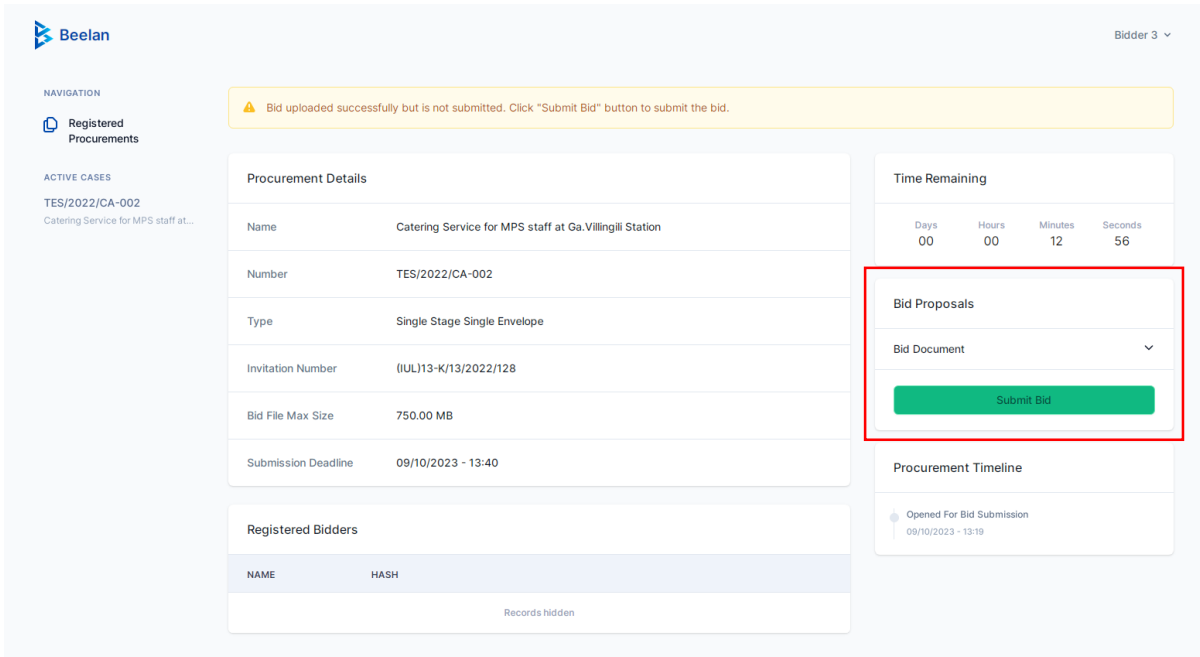 Beelan
Bidder 3
NAVIGATION
Registered
Procurements
ACTIVE CASES
TES/2022/CA-002
Catering Service for MPS staff at...
Bid uploaded successfully but is not submitted. Click "Submit Bid" button to submit the bid.
Procurement Details
Name Catering Service for MPS staff at Ga.Villingili Station
Number TES/2022/CA-002
Type Single Stage Single Envelope
Invitation Number (IUL)13-K/13/2022/128
Bid File Max Size 750.00 MB
Submission Deadline 09/10/2023 - 13:40
Registered Bidders
NAME HASH
Records hidden
Time Remaining
Days Hours Minutes Seconds
00 00 12 56
Bid Proposals
Bid Document
Submit Bid
Procurement Timeline
Opened For Bid Submission
09/10/2023 - 13:19